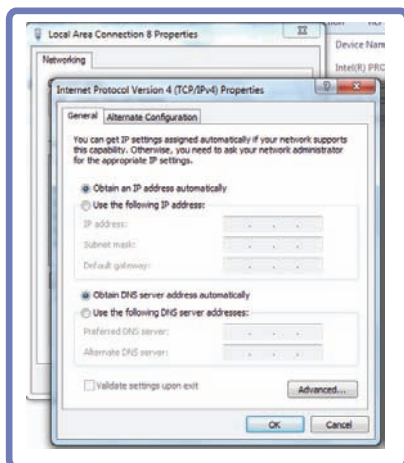 Local Area Connection 8 Properties
Device Nam
Networking
Intel(R) PRO
Internet Protocol Version 4 (TCP/IPv4) Properties
General
Alternate Configuration
You can get IP settings assigned automatically if your network supports
this capability. Otherwise, you need to ask your network administrator
for the appropriate IP settings.
Obtain an IP address automatically
Use the following IP address:
IP address:
Subnet mask:
Default gateway:
Obtain DNS server address automatically
Use the following DNS server addresses:
Preferred DNS server:
Alternate DNS server:
Validate settings upon exit
Advanced...
OK
Cancel